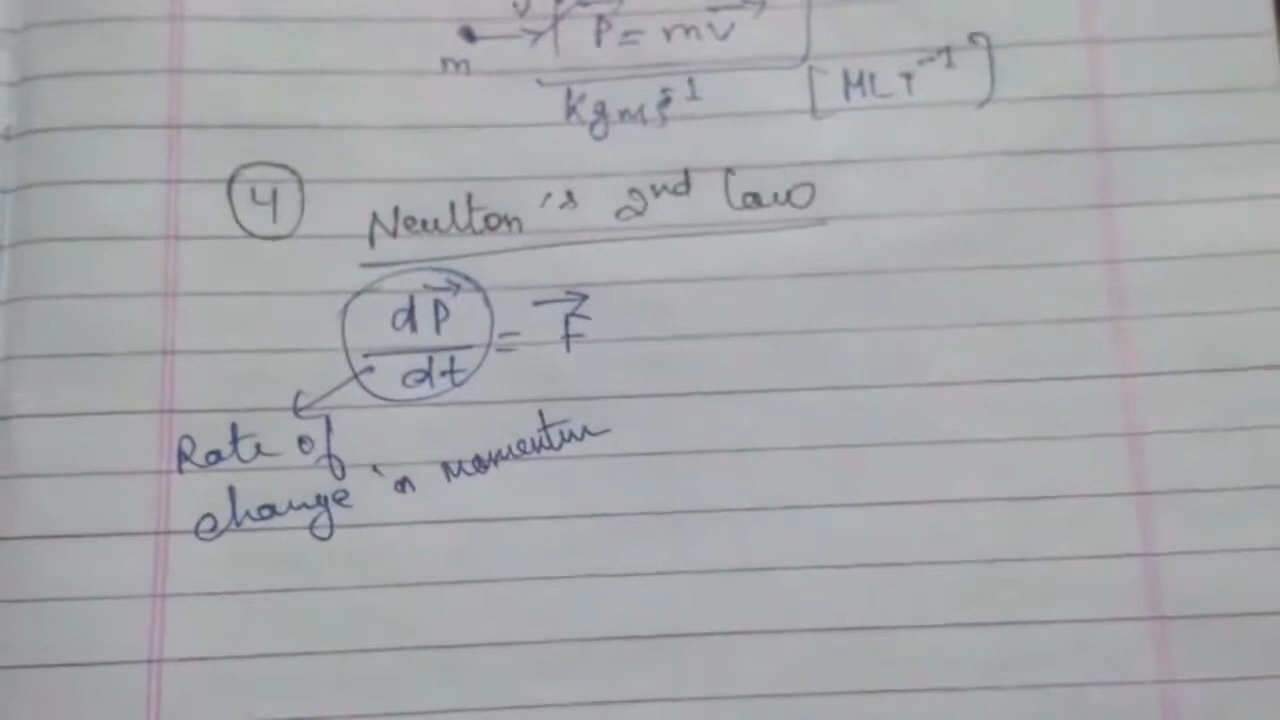 v P⃗ = mv⃗
m
kgms⁻¹ [MLT⁻¹]
4 Newton's 2nd law
dP⃗/dt = F⃗
Rate of
change in momentum